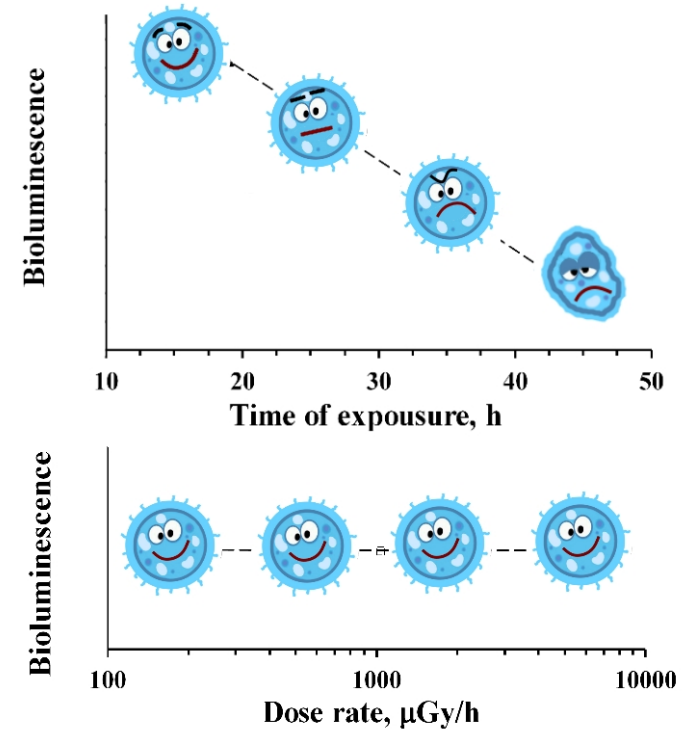 Bioluminescence
10 20 30 40 50
Time of expousure, h
Bioluminescence
100 1000 10000
Dose rate, μGy/h